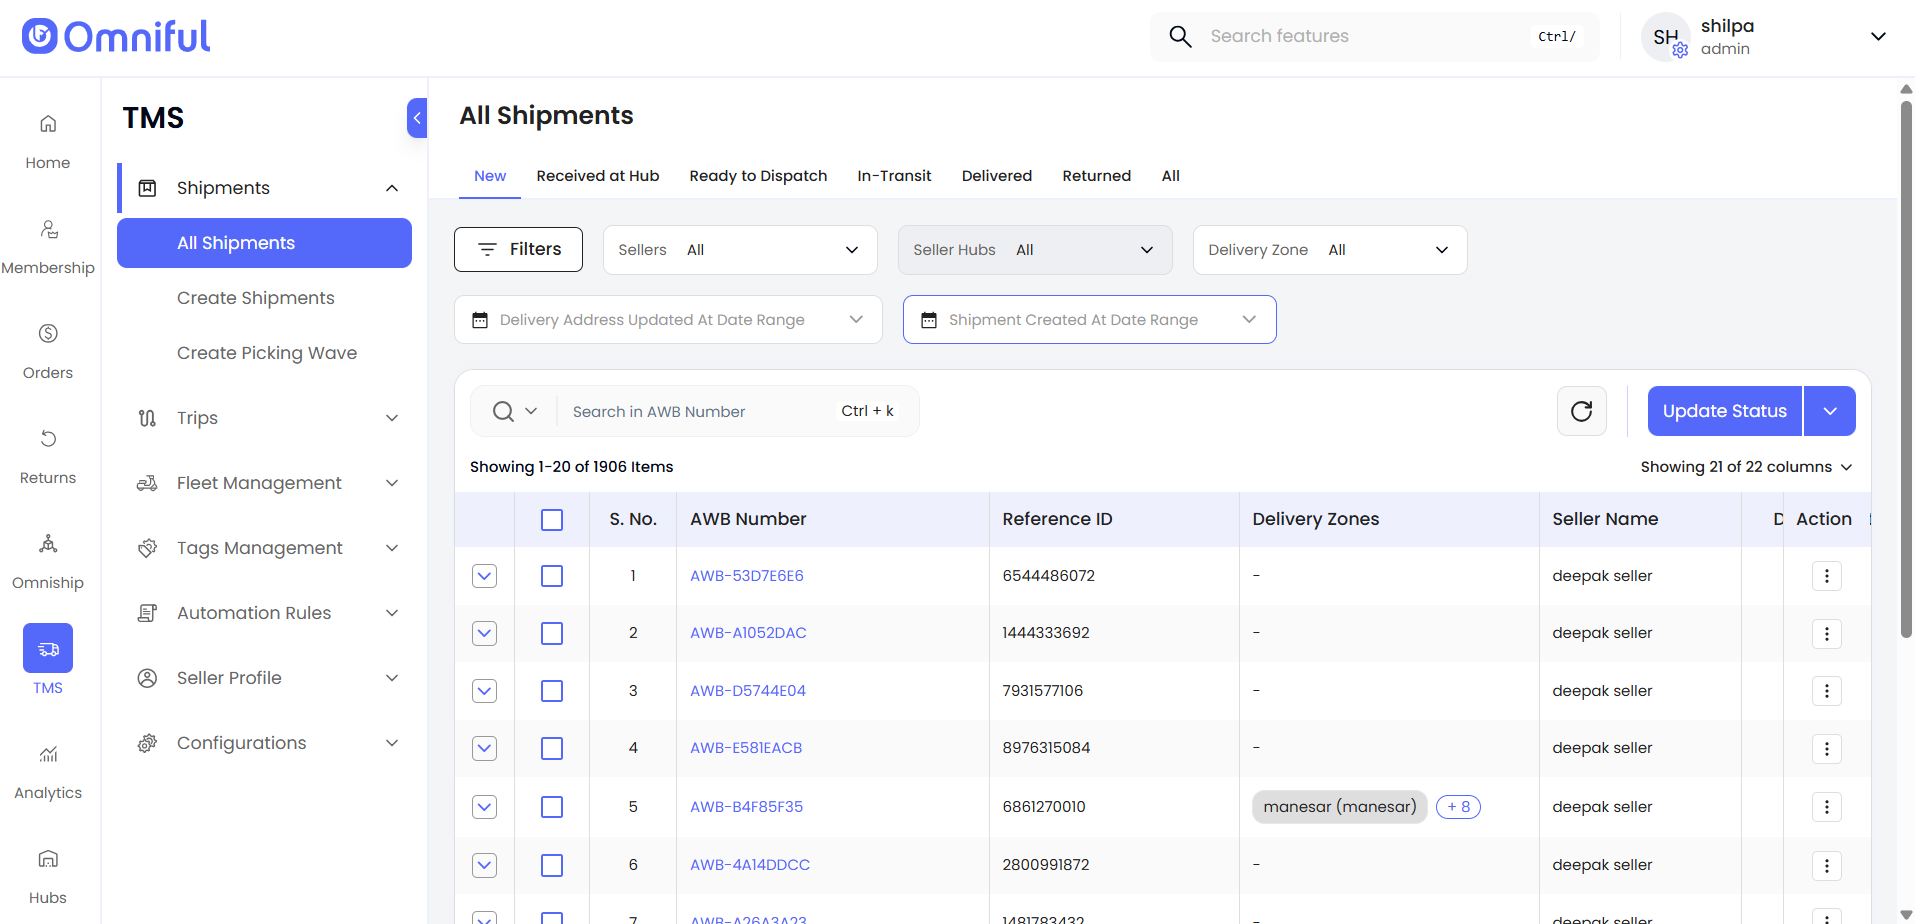 Omniful
Search features
Ctrl/
SH
shilpa
admin
Home
Membership
Orders
Returns
Omniship
TMS
Analytics
Hubs
TMS
Shipments
All Shipments
Create Shipments
Create Picking Wave
Trips
Fleet Management
Tags Management
Automation Rules
Seller Profile
Configurations
All Shipments
New Received at Hub Ready to Dispatch In-Transit Delivered Returned All
Filters Sellers All Seller Hubs All Delivery Zone All
Delivery Address Updated At Date Range Shipment Created At Date Range
Search in AWB Number Ctrl + k Update Status
Showing 1-20 of 1906 Items Showing 21 of 22 columns
S. No. AWB Number Reference ID Delivery Zones Seller Name D Action
1 AWB-53D7E6E6 6544486072 - deepak seller
2 AWB-A1052DAC 1444333692 - deepak seller
3 AWB-D5744E04 7931577106 - deepak seller
4 AWB-E581EACB 8976315084 - deepak seller
5 AWB-B4F85F35 6861270010 manesar (manesar) + 8 deepak seller
6 AWB-4A14DDCC 2800991872 - deepak seller
7 AWB-A26A3A23 1481783432 deepak seller